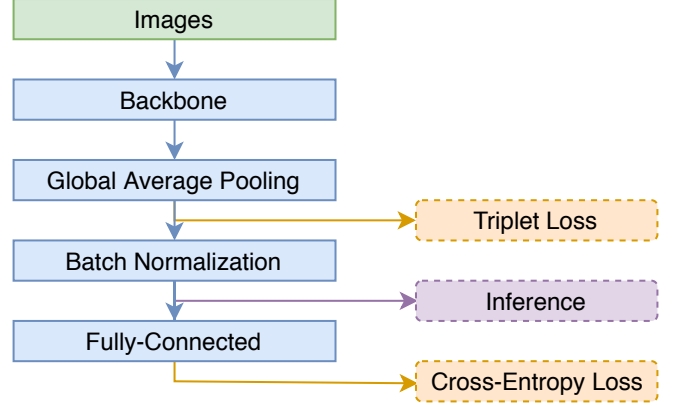 Images
Backbone
Global Average Pooling
Triplet Loss
Batch Normalization
Inference
Fully-Connected
Cross-Entropy Loss